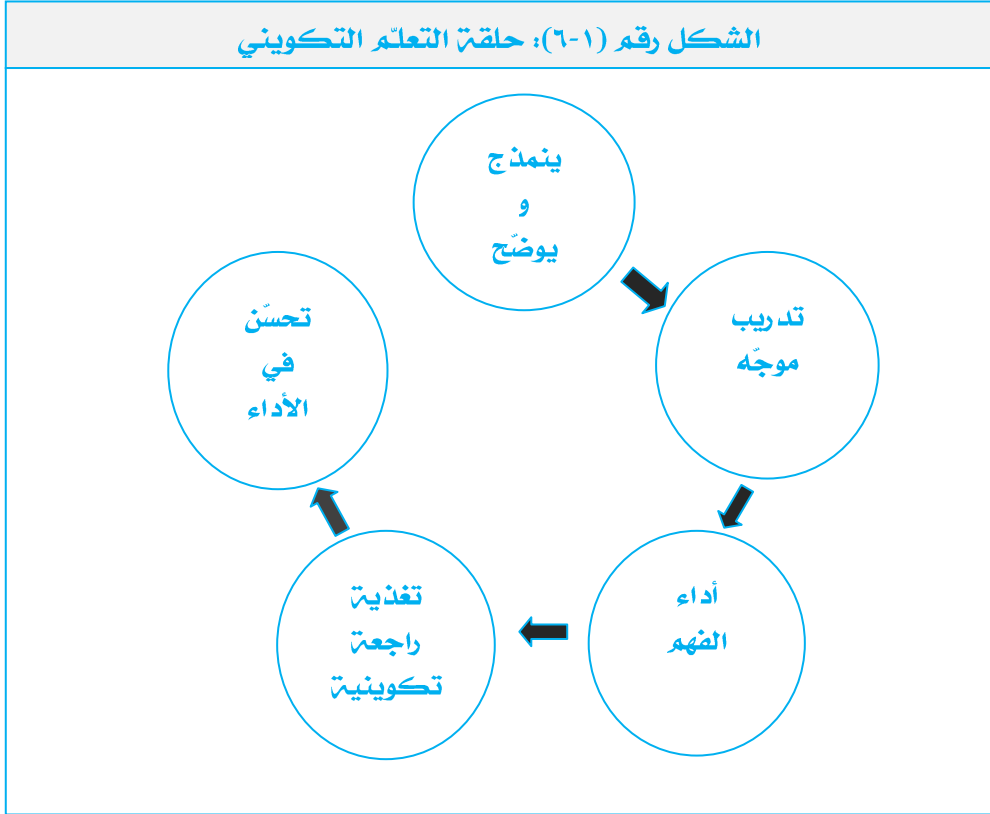 الشكل رقم (١-٦): حلقة التعلّم التكويني
ينمذج
و
يوضّح
تدريب
موجّه
أداء
الفهم
تغذية
راجعة
تكوينية
تحسّن
في
الأداء